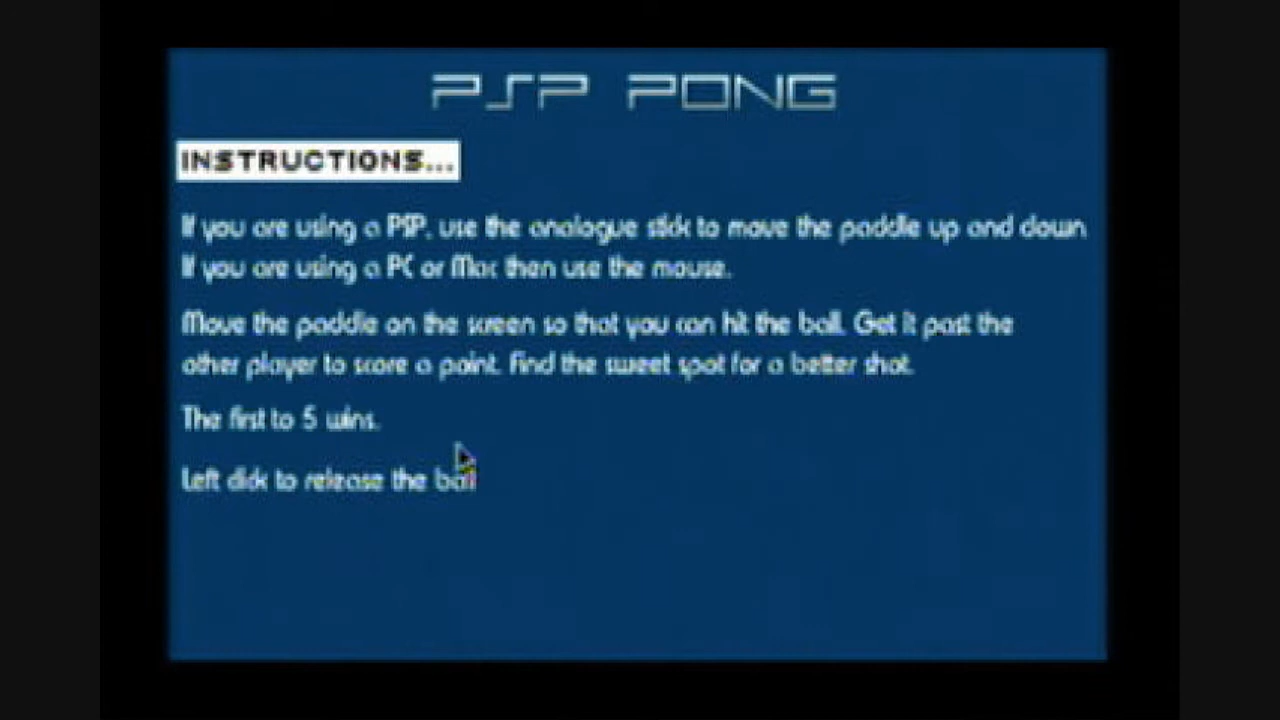 PSP PONG
INSTRUCTIONS...
If you are using a PSP, use the analogue stick to move the paddle up and down
If you are using a PC or Mac then use the mouse.
Move the paddle on the screen so that you can hit the ball. Get it past the
other player to score a point. Find the sweet spot for a better shot.
The first to 5 wins.
Left click to release the ball